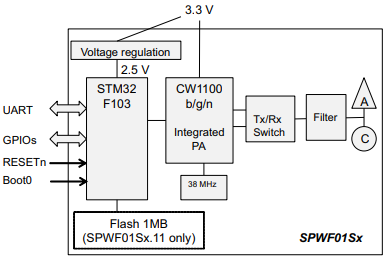 3.3 V
Voltage regulation
2.5 V
STM32
F103
CW1100
b/g/n
Integrated
PA
Tx/Rx
Switch
Filter
A
C
UART
GPIOs
RESETn
Boot0
38 MHz
Flash 1MB
(SPWF01Sx.11 only)
SPWF01Sx